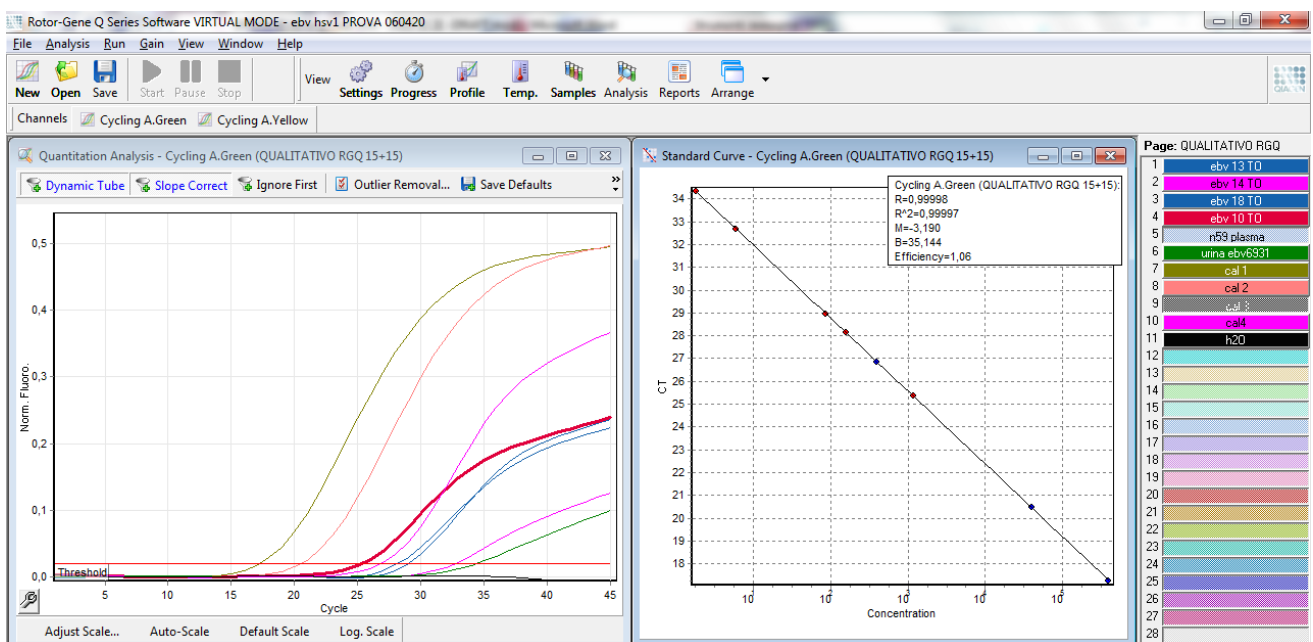 Rotor-Gene Q Series Software VIRTUAL MODE - ebv hsv1 PROVA 060420
File Analysis Run Gain View Window Help
New Open Save Start Pause Stop View Settings Progress Profile Temp. Samples Analysis Reports Arrange
Channels Cycling A.Green Cycling A.Yellow
Quantitation Analysis - Cycling A.Green (QUALITATIVO RGQ 15+15)
Dynamic Tube Slope Correct Ignore First Outlier Removal... Save Defaults »
0,5
0,4
0,3
0,2
0,1
0,0
Norm. Fluoro.
Threshold
5 10 15 20 25 30 35 40 45
Cycle
Adjust Scale... Auto-Scale Default Scale Log. Scale
Standard Curve - Cycling A.Green (QUALITATIVO RGQ 15+15)
Cycling A.Green (QUALITATIVO RGQ 15+15):
R=0,99998
R^2=0,99997
M=-3,190
B=35,144
Efficiency=1,06
34
33
32
31
30
29
28
27
26
25
24
23
22
21
20
19
18
CT
Concentration
Page: QUALITATIVO RGQ
1 ebv 13 TO
2 ebv 14 TO
3 ebv 18 TO
4 ebv 10 TO
5 n59 plasma
6 urina ebv6931
7 cal 1
8 cal 2
9 cal 3
10 cal4
11 h20
12
13
14
15
16
17
18
19
20
21
22
23
24
25
26
27
28